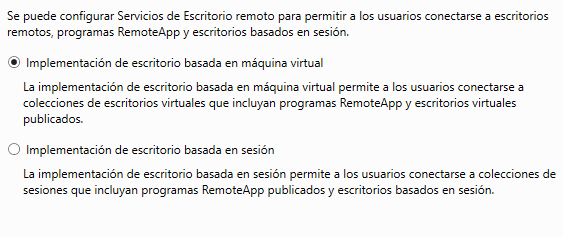 Se puede configurar Servicios de Escritorio remoto para permitir a los usuarios conectarse a escritorios
remotos, programas RemoteApp y escritorios basados en sesión.
Implementación de escritorio basada en máquina virtual
La implementación de escritorio basada en máquina virtual permite a los usuarios conectarse a
colecciones de escritorios virtuales que incluyan programas RemoteApp y escritorios virtuales
publicados.
Implementación de escritorio basada en sesión
La implementación de escritorio basada en sesión permite a los usuarios conectarse a colecciones de
sesiones que incluyan programas RemoteApp publicados y escritorios basados en sesión.